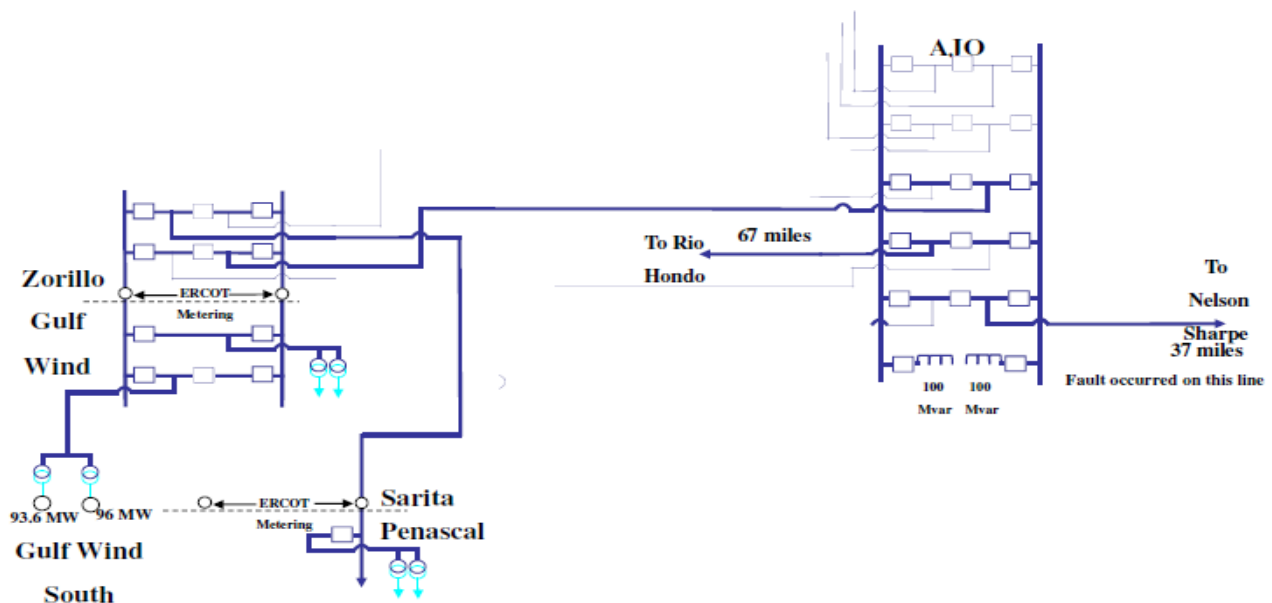 AJO
To Rio
67 miles
Hondo
To
Nelson
Sharpe
37 miles
Fault occurred on this line
100
100
Mvar
Mvar
Zorillo
ERCOT
Metering
Gulf
Wind
93.6 MW
96 MW
Gulf Wind
South
ERCOT
Metering
Sarita
Penascal